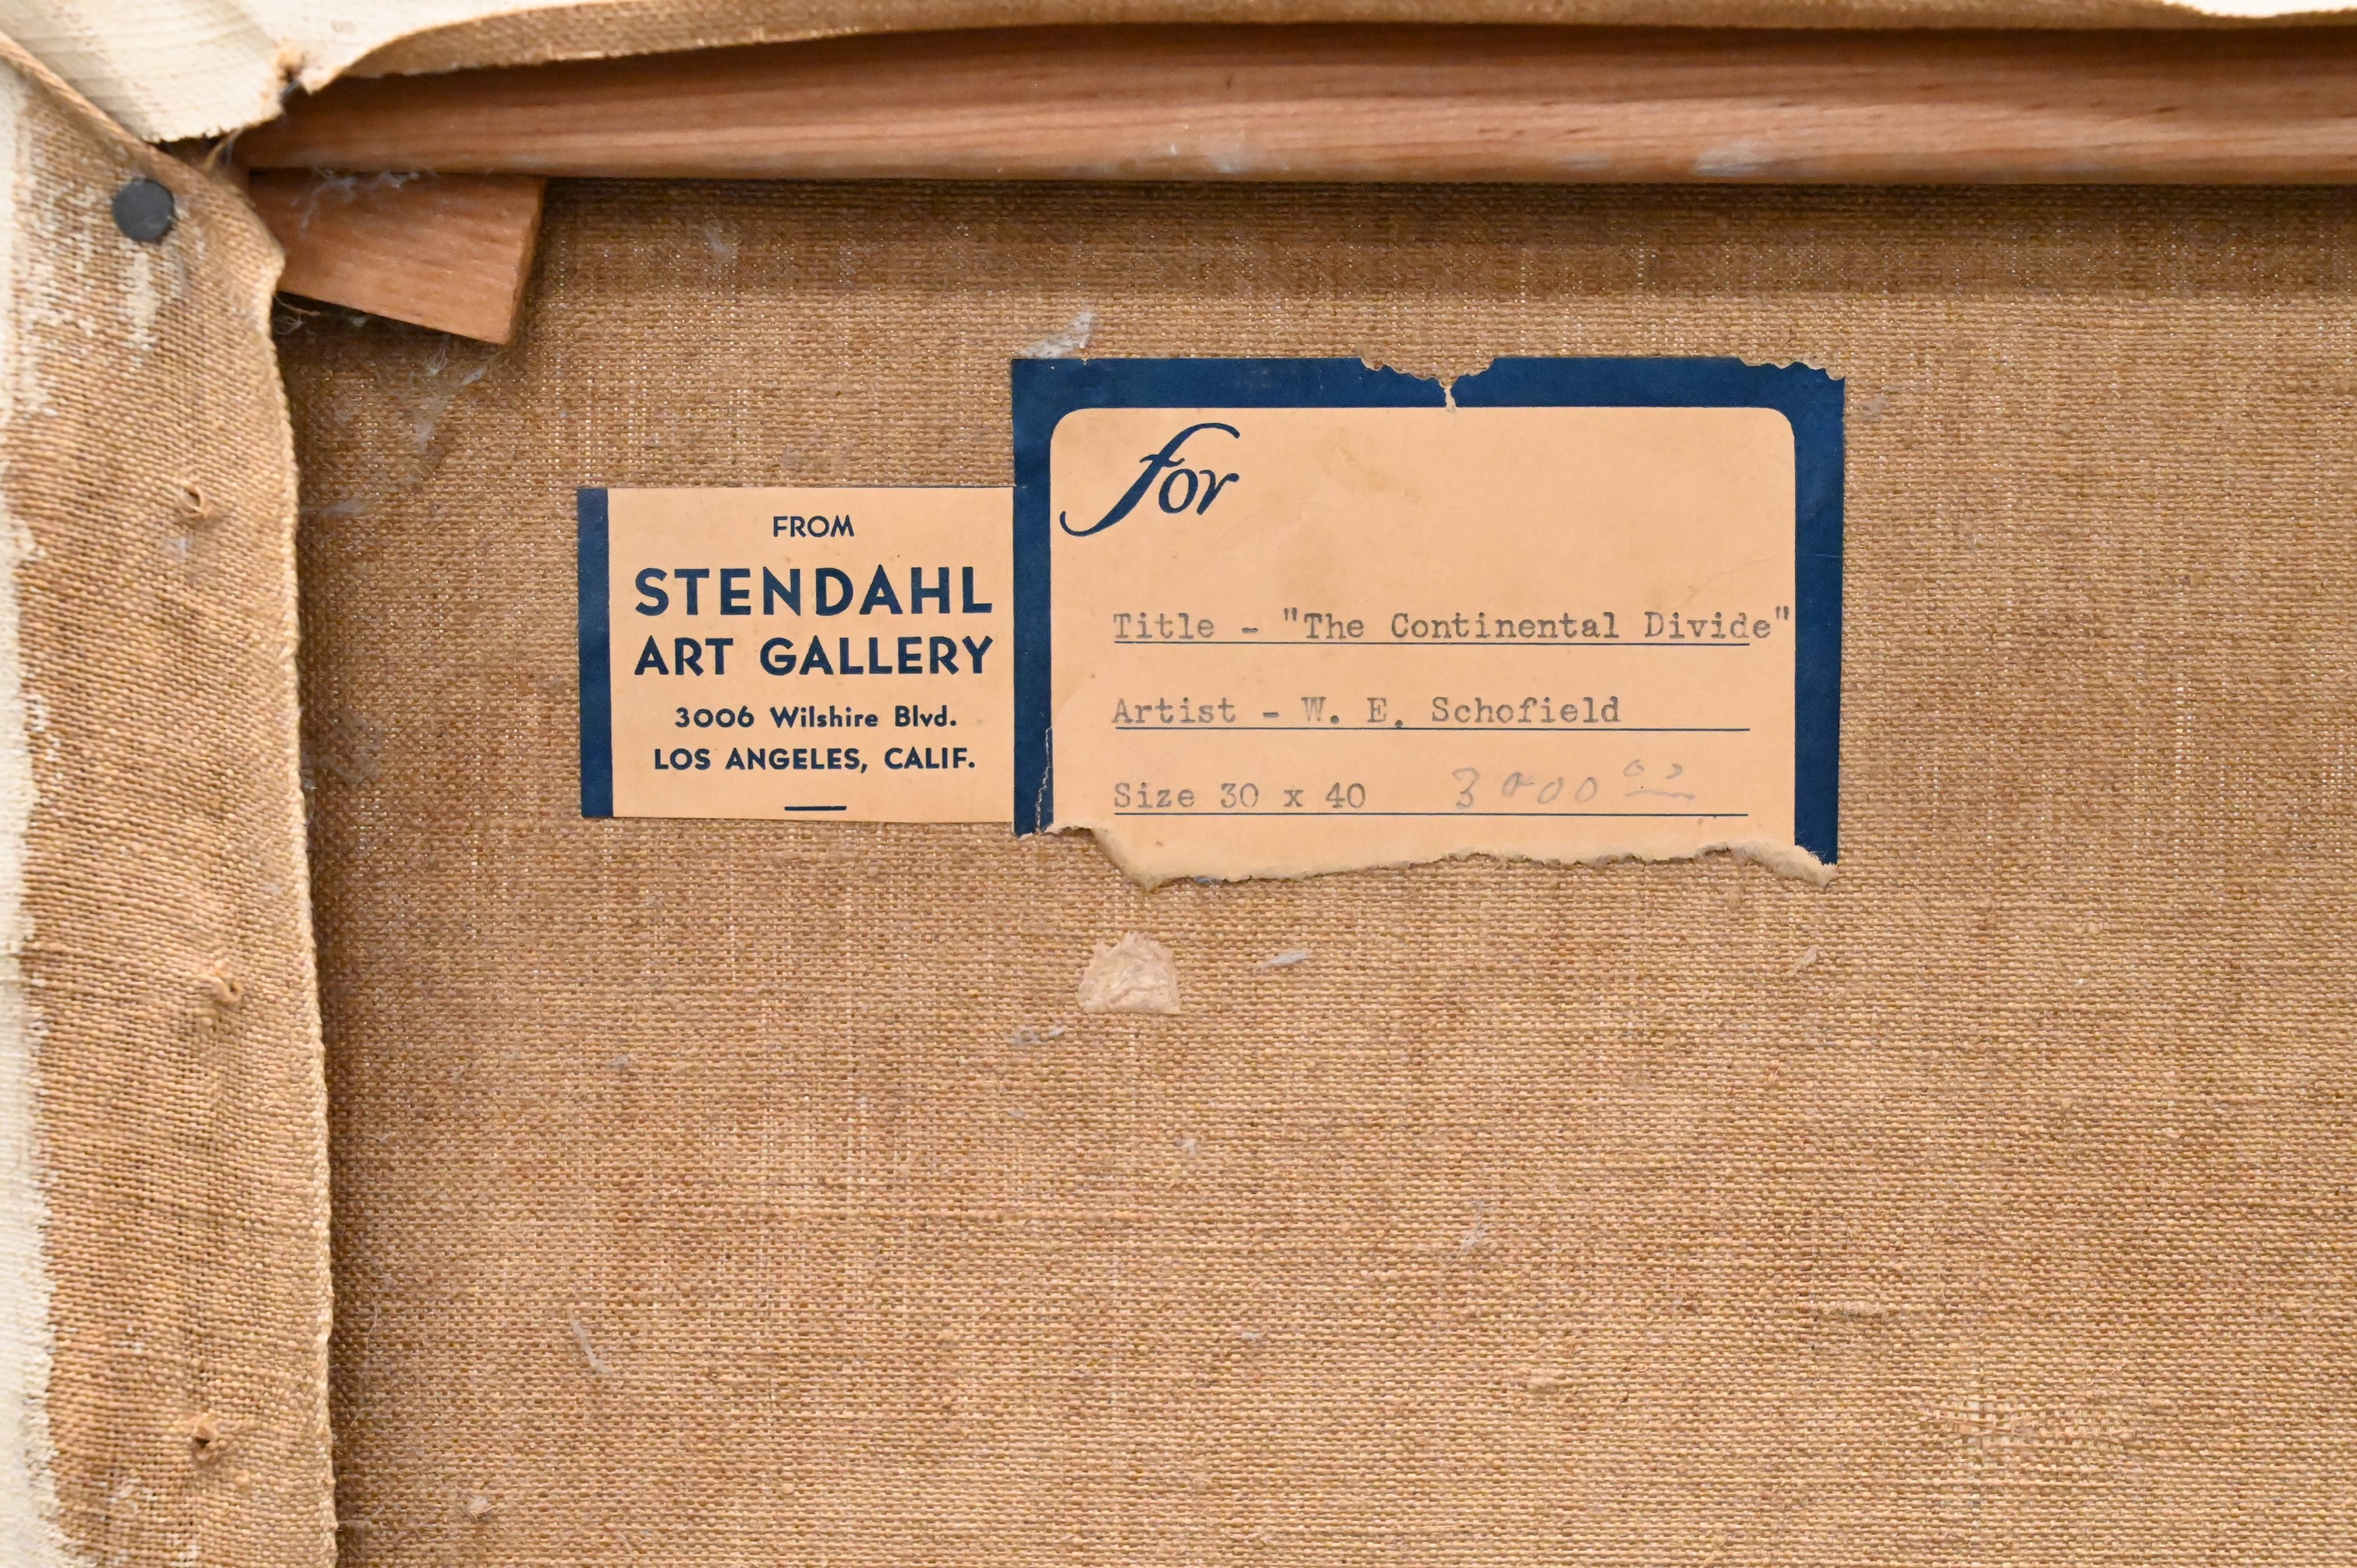 FROM
STENDAHL
ART GALLERY
3006 Wilshire Blvd.
LOS ANGELES, CALIF.
for
Title - "The Continental Divide"
Artist - W. E. Schofield
Size 30 x 40